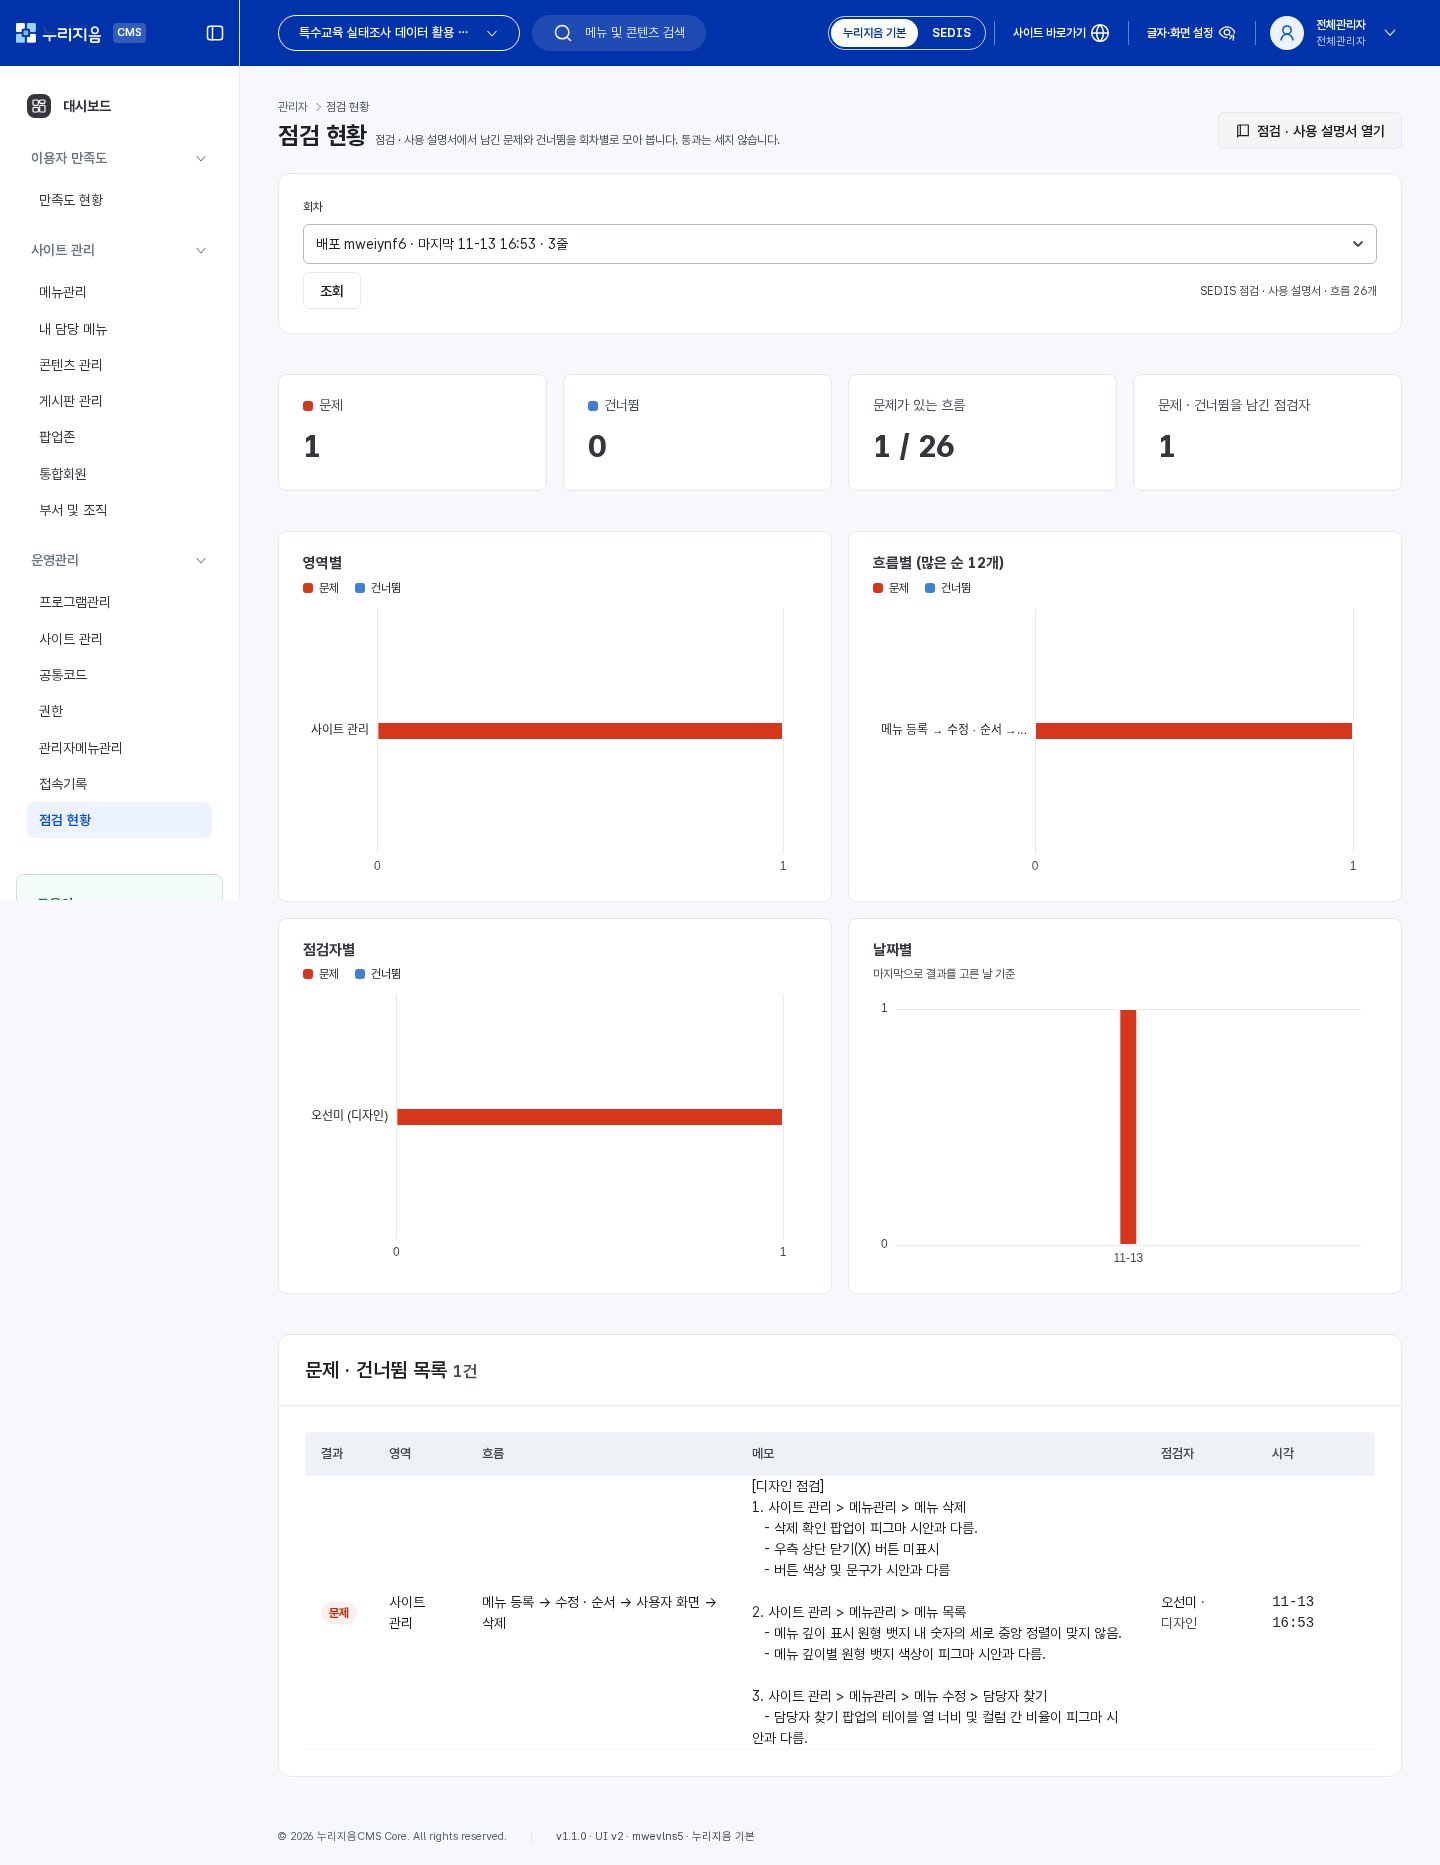 누리지음 CMS
특수교육 실태조사 데이터 활용 ···
메뉴 및 콘텐츠 검색
누리지음 기본
SEDIS
사이트 바로가기
글자·화면 설정
전체관리자
전체관리자
대시보드
이용자 만족도
만족도 현황
사이트 관리
메뉴관리
내 담당 메뉴
콘텐츠 관리
게시판 관리
팝업존
통합회원
부서 및 조직
운영관리
프로그램관리
사이트 관리
공통코드
권한
관리자메뉴관리
접속기록
점검 현황
관리자 > 점검 현황
점검 현황 점검 · 사용 설명서에서 남긴 문제와 건너뜀을 회차별로 모아 봅니다. 통과는 세지 않습니다.
점검 · 사용 설명서 열기
회차
배포 mweiynf6 · 마지막 11-13 16:53 · 3줄
조회
SEDIS 점검 · 사용 설명서 · 흐름 26개
문제
1
건너뜀
0
문제가 있는 흐름
1 / 26
문제 · 건너뜀을 남긴 점검자
1
영역별
문제 건너뜀
사이트 관리
0 1
흐름별 (많은 순 12개)
문제 건너뜀
메뉴 등록 → 수정 · 순서 →...
0 1
점검자별
문제 건너뜀
오선미 (디자인)
0 1
날짜별
마지막으로 결과를 고른 날 기준
1
0
11-13
문제 · 건너뜀 목록 1건
결과 영역 흐름 메모 점검자 시각
문제
사이트
관리
메뉴 등록 → 수정 · 순서 → 사용자 화면 →
삭제
[디자인 점검]
1. 사이트 관리 > 메뉴관리 > 메뉴 삭제
- 삭제 확인 팝업이 피그마 시안과 다름.
- 우측 상단 닫기(X) 버튼 미표시
- 버튼 색상 및 문구가 시안과 다름
2. 사이트 관리 > 메뉴관리 > 메뉴 목록
- 메뉴 깊이 표시 원형 뱃지 내 숫자의 세로 중앙 정렬이 맞지 않음.
- 메뉴 깊이별 원형 뱃지 색상이 피그마 시안과 다름.
3. 사이트 관리 > 메뉴관리 > 메뉴 수정 > 담당자 찾기
- 담당자 찾기 팝업의 테이블 열 너비 및 컬럼 간 비율이 피그마 시
안과 다름.
오선미 ·
디자인
11-13
16:53
© 2026 누리지음CMS Core. All rights reserved.
v1.1.0 · UI v2 · mwevlns5 · 누리지음 기본